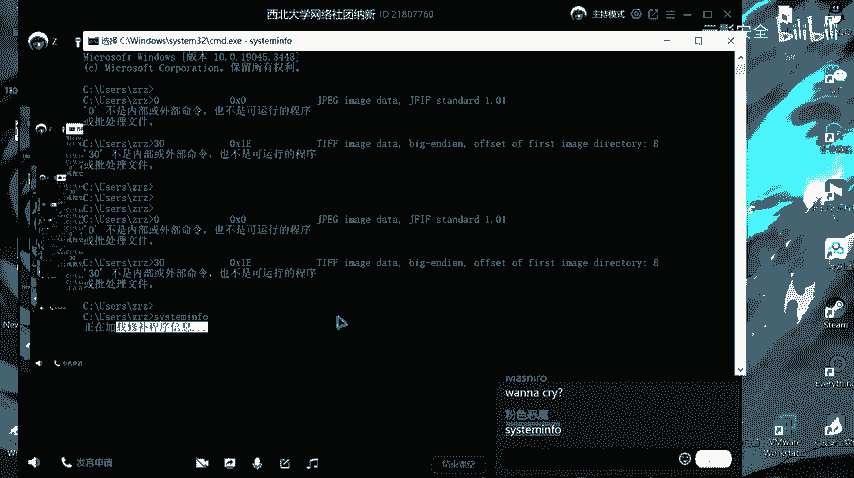 西北大学网络社团纳新 ID 21807760
主持模式
安全 bilibili
Z
选择 C:\Windows\system32\cmd.exe - systeminfo
Microsoft Windows [版本 10.0.19045.3448]
(c) Microsoft Corporation。保留所有权利。
C:\Users\zrz>
C:\Users\zrz>0 0x0 JPEG image data, JFIF standard 1.01
'0' 不是内部或外部命令，也不是可运行的程序
或批处理文件。
C:\Users\zrz>30 0x1E TIFF image data, big-endian, offset of first image directory: 8
'30' 不是内部或外部命令，也不是可运行的程序
或批处理文件。
C:\Users\zrz>
C:\Users\zrz>
C:\Users\zrz>
C:\Users\zrz>0 0x0 JPEG image data, JFIF standard 1.01
'0' 不是内部或外部命令，也不是可运行的程序
或批处理文件。
C:\Users\zrz>30 0x1E TIFF image data, big-endian, offset of first image directory: 8
'30' 不是内部或外部命令，也不是可运行的程序
或批处理文件。
C:\Users\zrz>
C:\Users\zrz>systeminfo
正在加载修补程序信息...
Steam
Everything
VMware
Workstat...
Mashiro
wanna cry?
粉色恶魔
systeminfo
发言申请
结束课堂